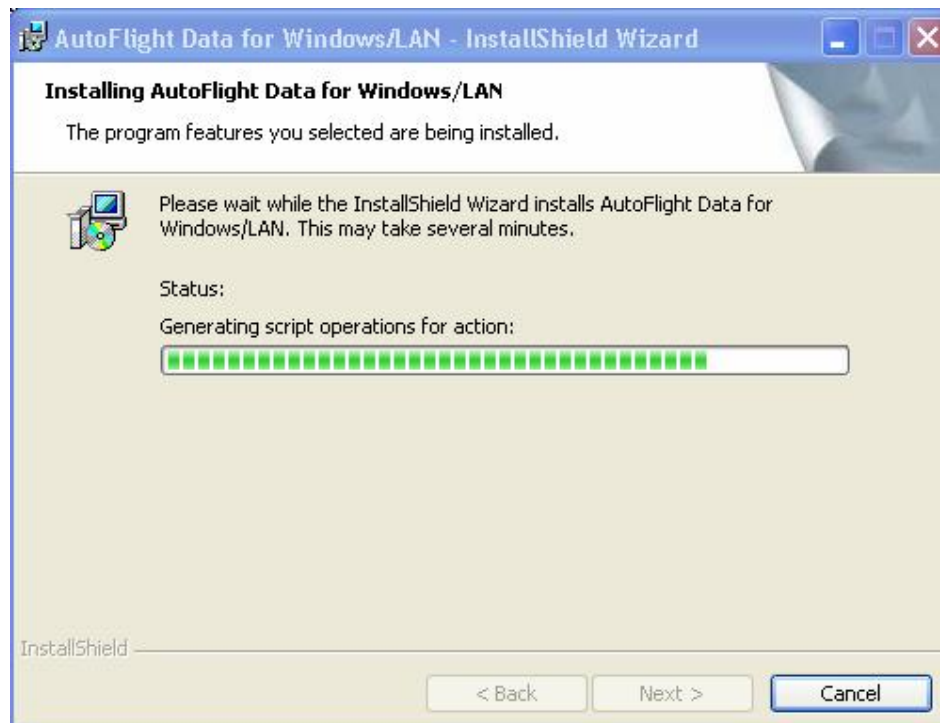 AutoFlight Data for Windows/LAN - InstallShield Wizard
Installing AutoFlight Data for Windows/LAN
The program features you selected are being installed.
Please wait while the InstallShield Wizard installs AutoFlight Data for
Windows/LAN. This may take several minutes.
Status:
Generating script operations for action:
InstallShield
< Back
Next >
Cancel